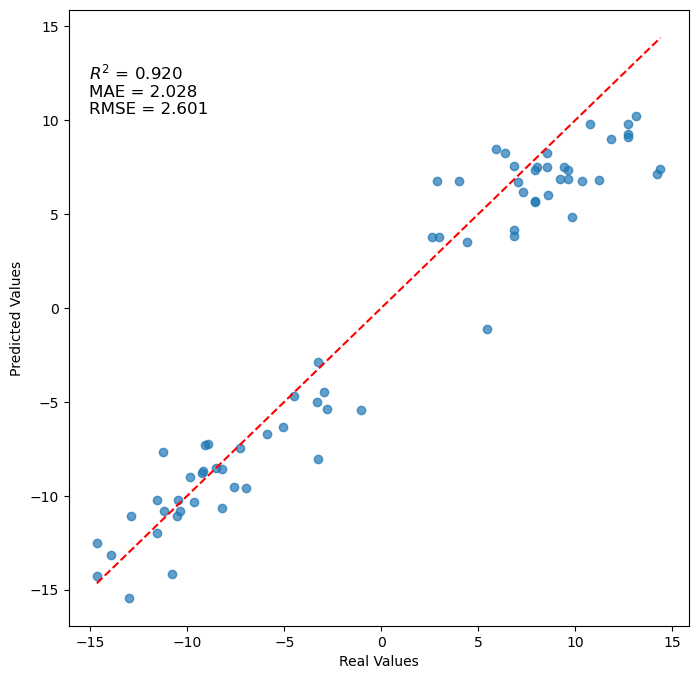 15
10
5
0
−5
−10
−15
R² = 0.920
MAE = 2.028
RMSE = 2.601
Predicted Values
−15 −10 −5 0 5 10 15
Real Values